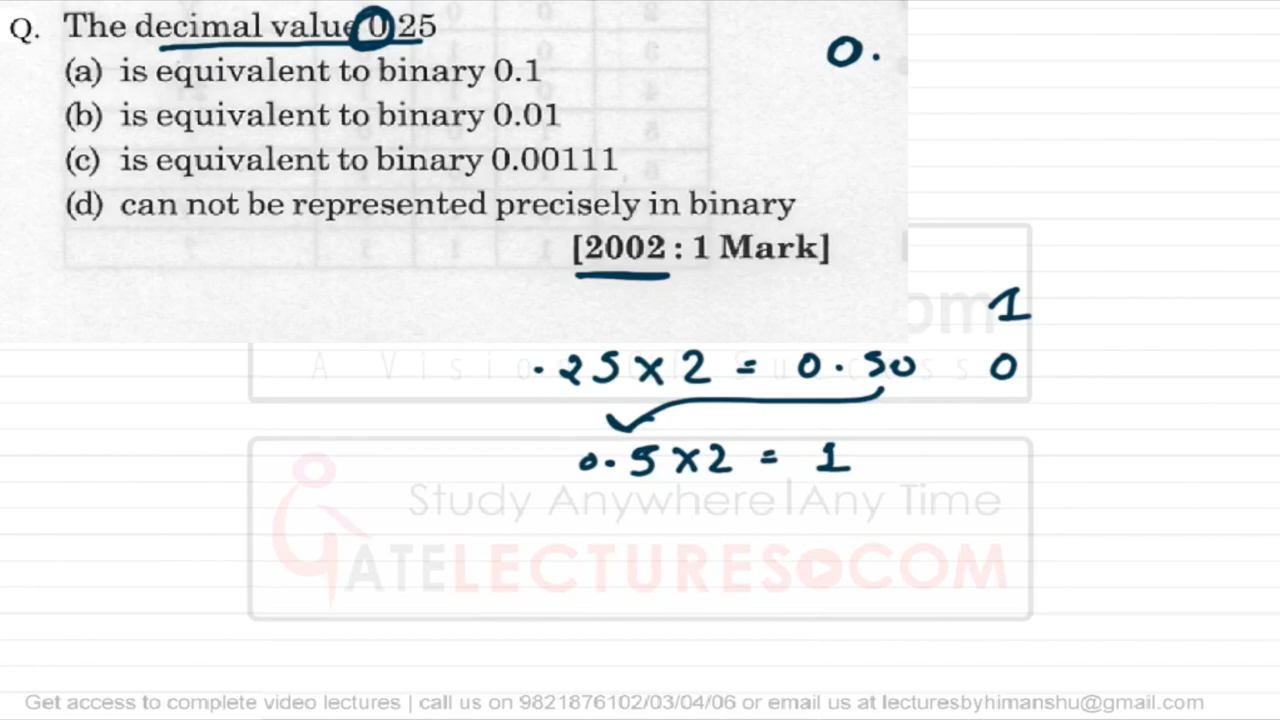 Q. The decimal value 0.25
0.
(a) is equivalent to binary 0.1
(b) is equivalent to binary 0.01
(c) is equivalent to binary 0.00111
(d) can not be represented precisely in binary
[2002 : 1 Mark]
om
1
A Vision
.25 × 2 = 0.50 0
0.5 × 2 = 1
Study Anywhere|Any Time
GATELECTURES.COM
Get access to complete video lectures | call us on 9821876102/03/04/06 or email us at lecturesbyhimanshu@gmail.com